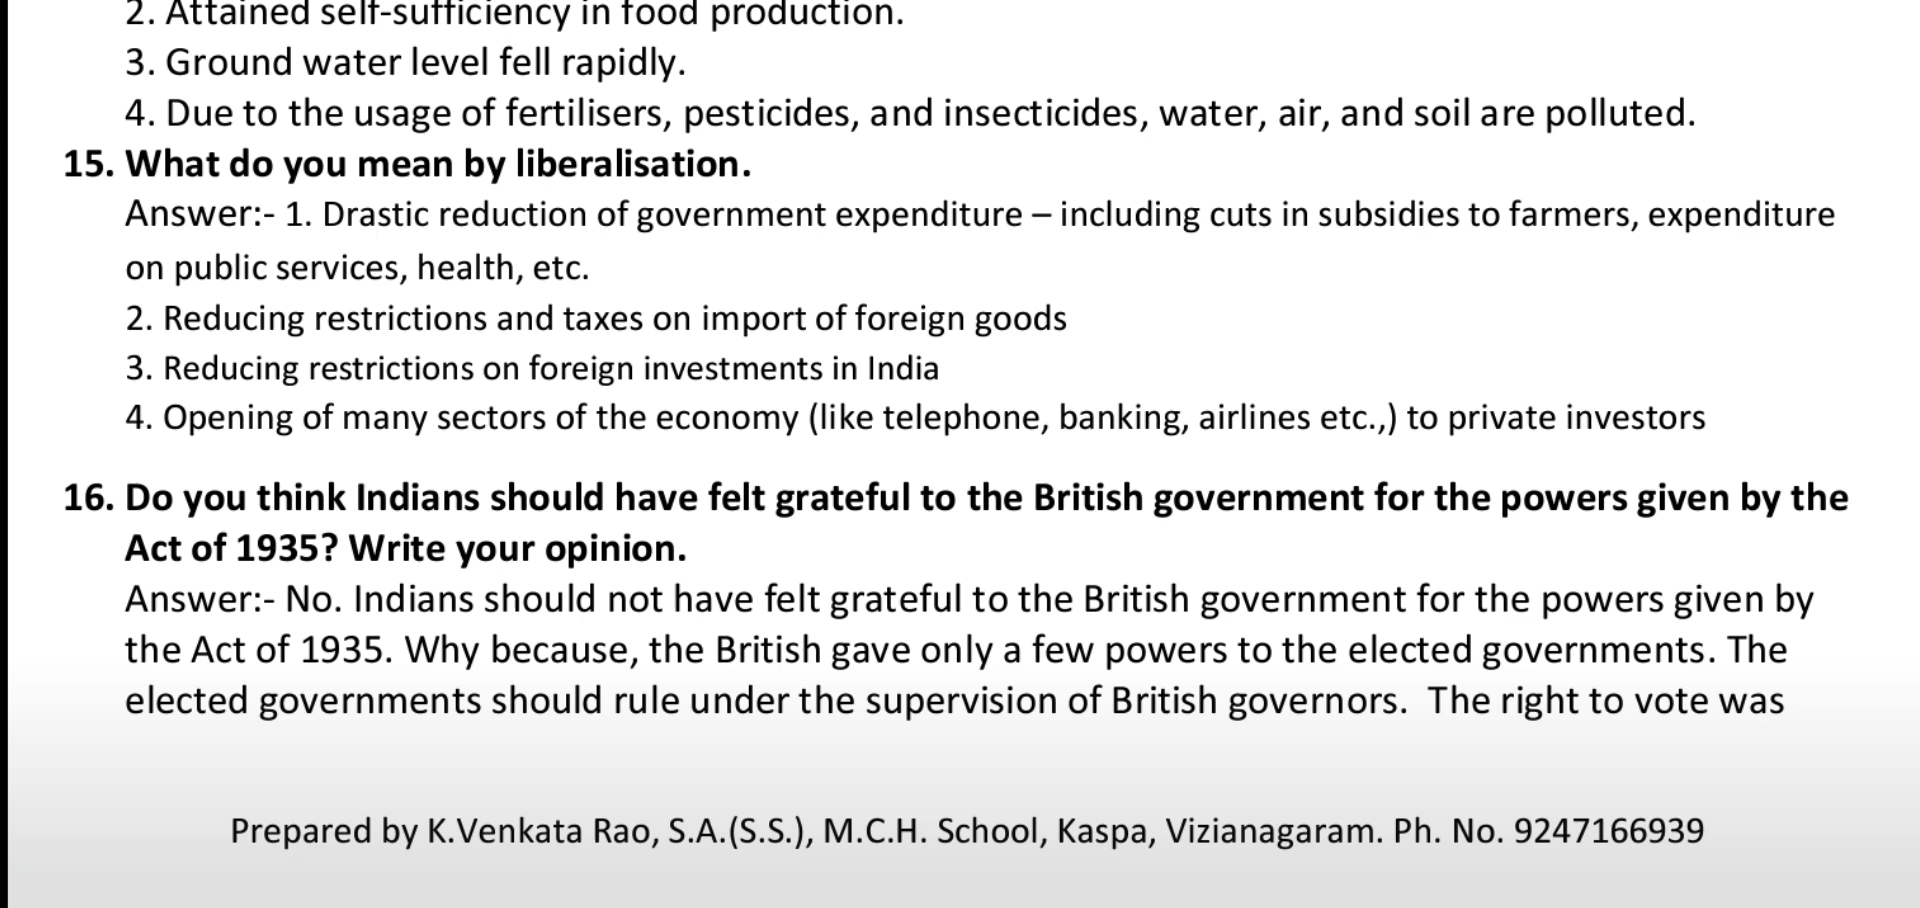 2. Attained self-sufficiency in food production.
3. Ground water level fell rapidly.
4. Due to the usage of fertilisers, pesticides, and insecticides, water, air, and soil are polluted.
15. What do you mean by liberalisation.
Answer:- 1. Drastic reduction of government expenditure – including cuts in subsidies to farmers, expenditure
on public services, health, etc.
2. Reducing restrictions and taxes on import of foreign goods
3. Reducing restrictions on foreign investments in India
4. Opening of many sectors of the economy (like telephone, banking, airlines etc.,) to private investors
16. Do you think Indians should have felt grateful to the British government for the powers given by the
Act of 1935? Write your opinion.
Answer:- No. Indians should not have felt grateful to the British government for the powers given by
the Act of 1935. Why because, the British gave only a few powers to the elected governments. The
elected governments should rule under the supervision of British governors.  The right to vote was
Prepared by K.Venkata Rao, S.A.(S.S.), M.C.H. School, Kaspa, Vizianagaram. Ph. No. 9247166939